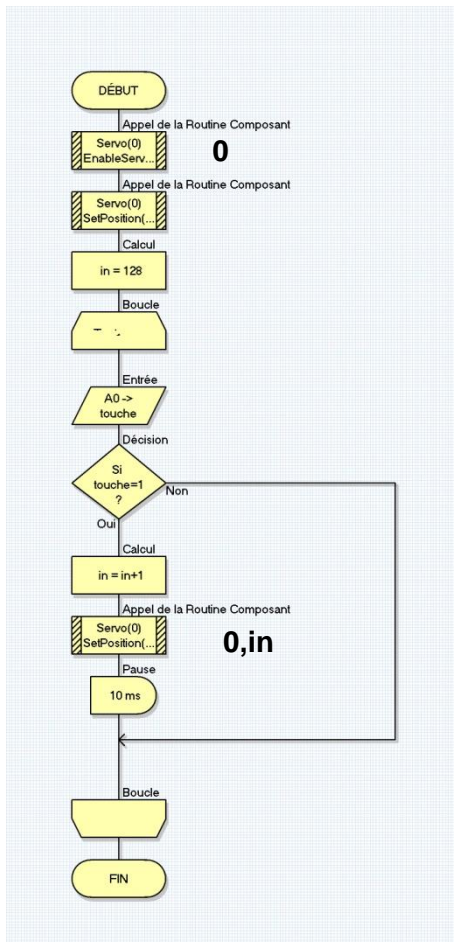 DÉBUT
Appel de la Routine Composant
Servo(0)
EnableServ...
0
Appel de la Routine Composant
Servo(0)
SetPosition(...
Calcul
in = 128
Boucle
Entrée
A0 ->
touche
Décision
Si
touche=1
?
Non
Oui
Calcul
in = in+1
Appel de la Routine Composant
Servo(0)
SetPosition(...
0,in
Pause
10 ms
Boucle
FIN